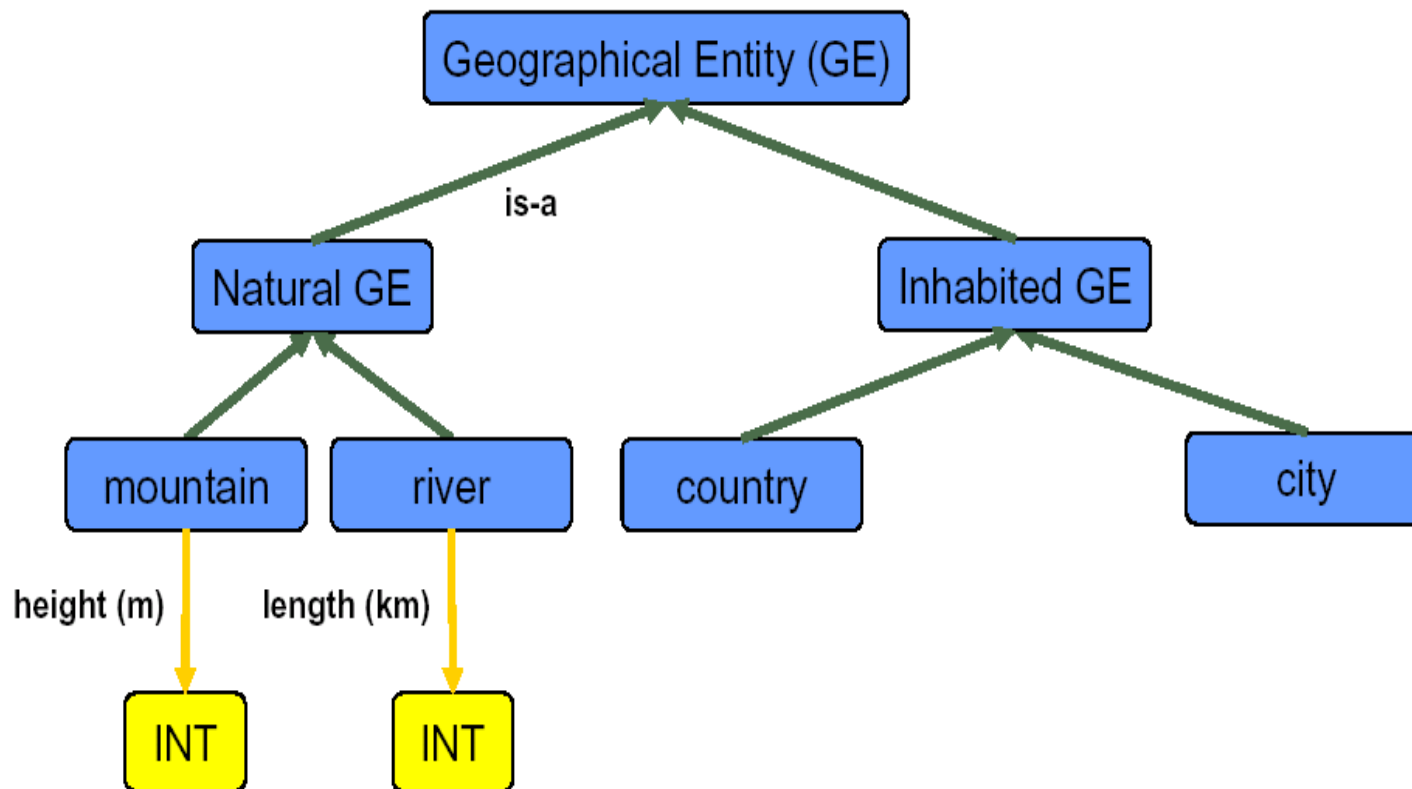 Geographical Entity (GE)
is-a
Natural GE
Inhabited GE
mountain
river
country
city
height (m)
length (km)
INT
INT